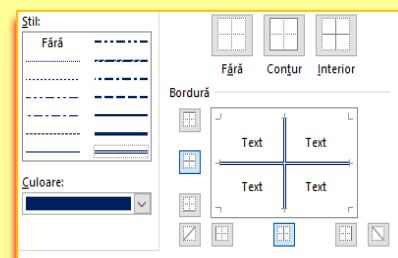 Stil:
Fără
Fără Contur Interior
Bordură
Text Text
Text Text
Culoare: